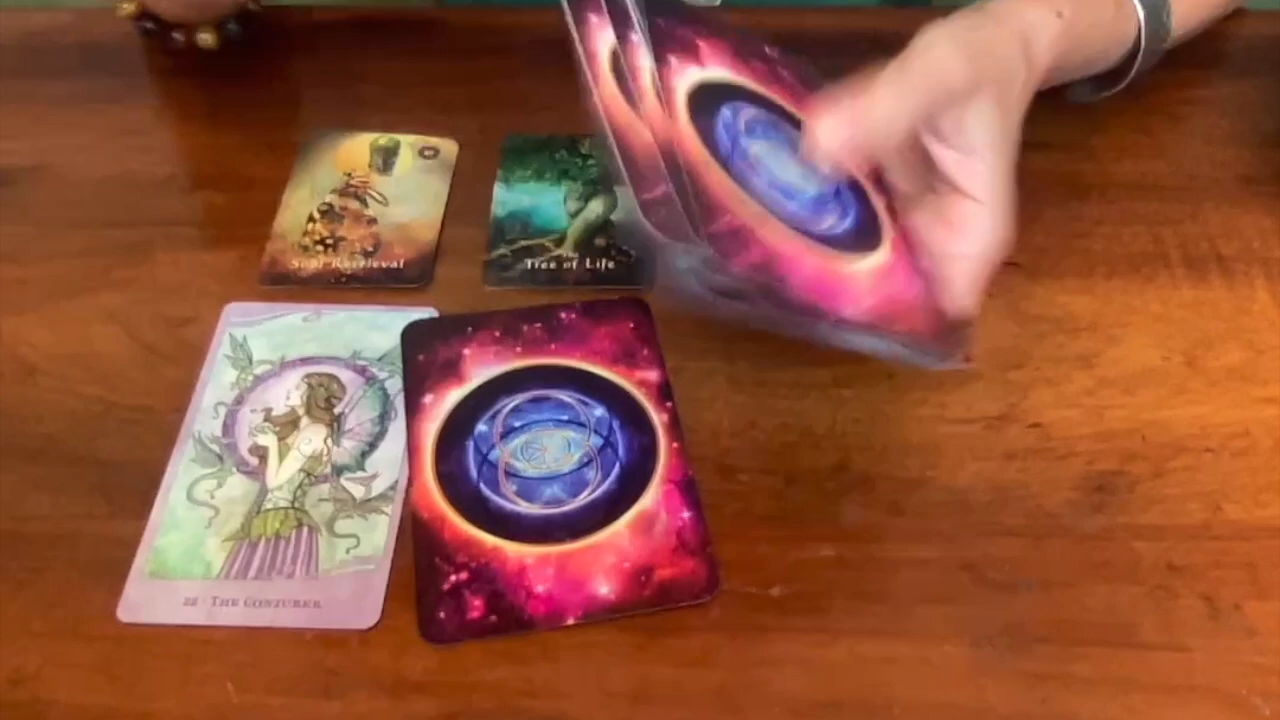 Soul Retrieval
Tree of Life
22 · THE CONJURER